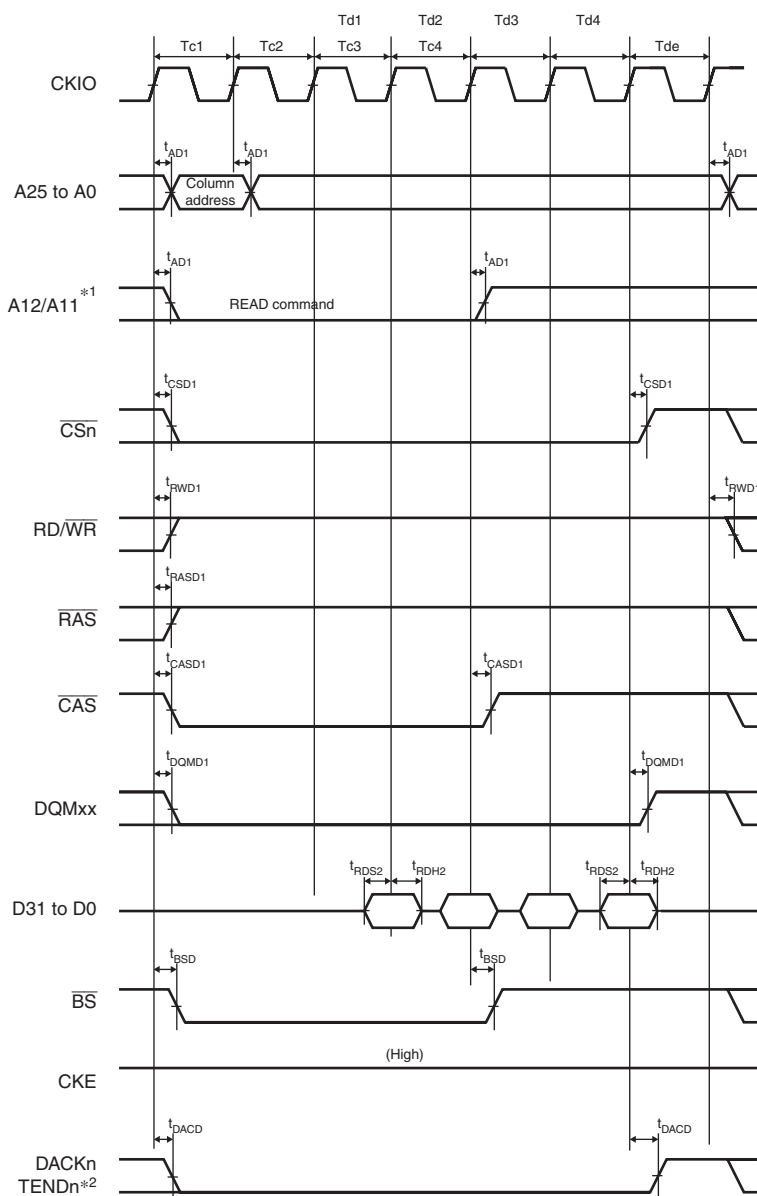 Td1 Td2 Td3 Td4
Tc1 Tc2 Tc3 Tc4 Tde
CKIO
tAD1 tAD1 tAD1
A25 to A0
Column
address
tAD1 tAD1
A12/A11*1
READ command
tCSD1 tCSD1
CSn
tRWD1 tRWD1
RD/WR
tRASD1
RAS
tCASD1 tCASD1
CAS
tDQMD1 tDQMD1
DQMxx
tRDS2 tRDH2 tRDS2 tRDH2
D31 to D0
tBSD tBSD
BS
(High)
CKE
tDACD tDACD
DACKn
TENDn*2